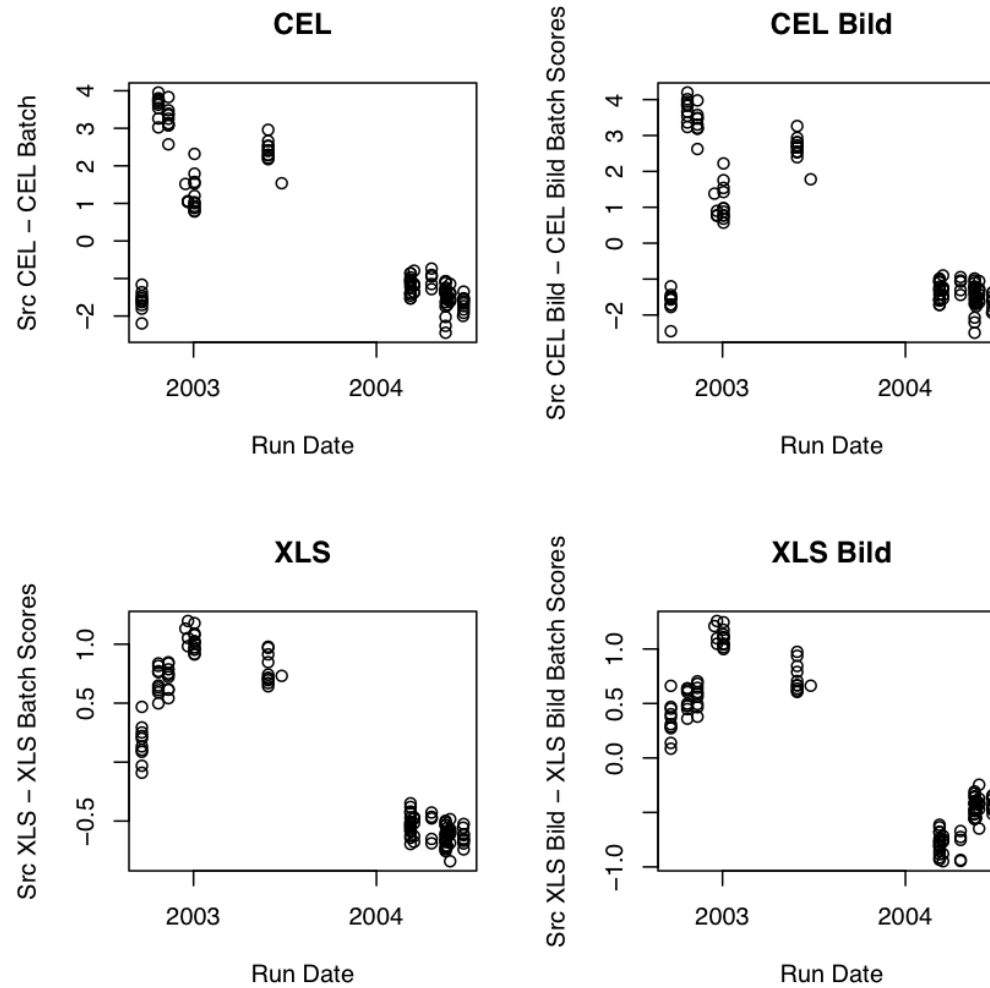 CEL
Src CEL – CEL Batch
4
3
2
1
0
−2
2003 2004
Run Date
CEL Bild
Src CEL Bild – CEL Bild Batch Scores
4
3
2
1
0
−2
2003 2004
Run Date
XLS
Src XLS – XLS Batch Scores
1.0
0.5
−0.5
2003 2004
Run Date
XLS Bild
Src XLS Bild – XLS Bild Batch Scores
1.0
0.5
0.0
−1.0
2003 2004
Run Date